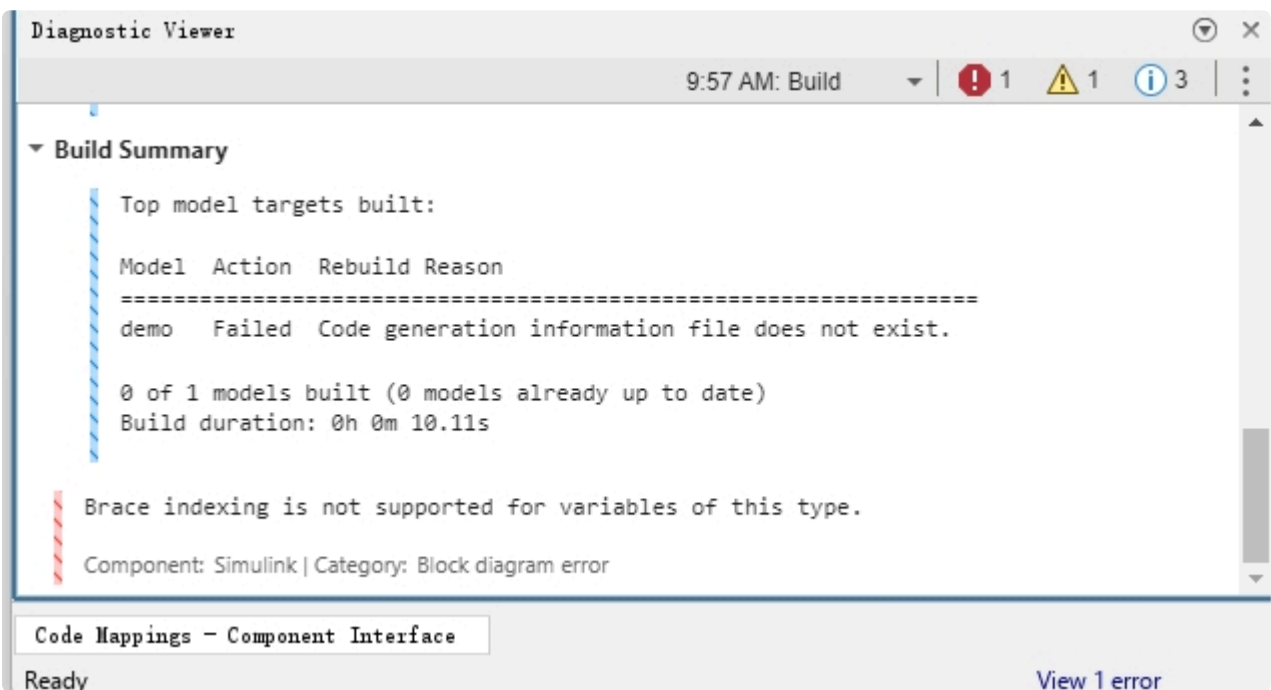 Diagnostic Viewer
9:57 AM: Build 1 1 3
Build Summary
Top model targets built:
Model Action Rebuild Reason
=================================================================
demo Failed Code generation information file does not exist.
0 of 1 models built (0 models already up to date)
Build duration: 0h 0m 10.11s
Brace indexing is not supported for variables of this type.
Component: Simulink | Category: Block diagram error
Code Mappings - Component Interface
Ready View 1 error